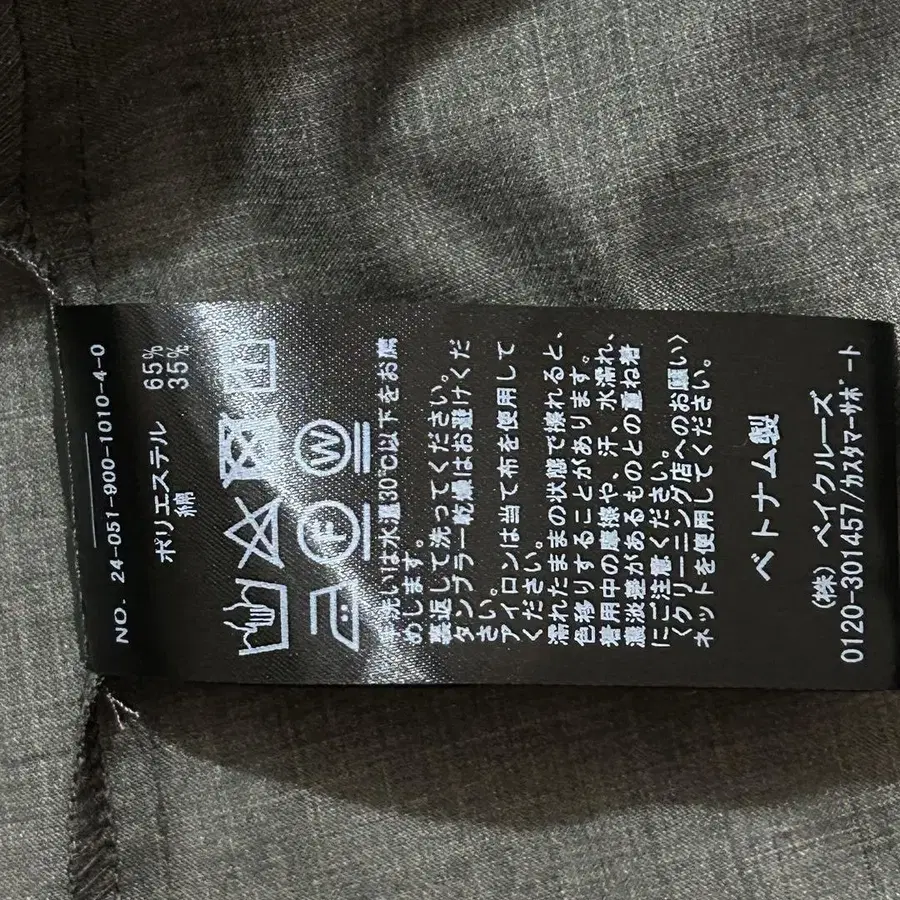 NO. 24-051-900-1010-4-0
ポリエステル 65%
綿 35%
F W
手洗いは水温30℃以下をお薦
めします。
裏返して洗ってください。
タンブラー乾燥はお避けくだ
さい。
アイロンは当て布を使用して
ください。
濡れたままの状態で擦れると、
色移りすることがあります。
着用中の摩擦や、汗、水濡れ、
濃淡差があるものとの重ね着
にご注意ください。
〈クリーニング店へのお願い〉
ネットを使用してください。
ベトナム製
(株) ベイクルーズ
0120-301457/カスタマーサポート